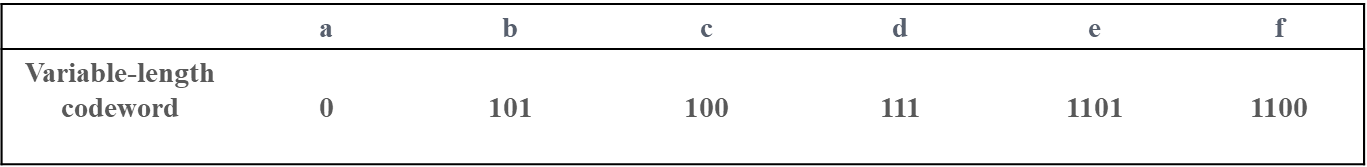 a b c d e f
Variable-length
codeword 0 101 100 111 1101 1100